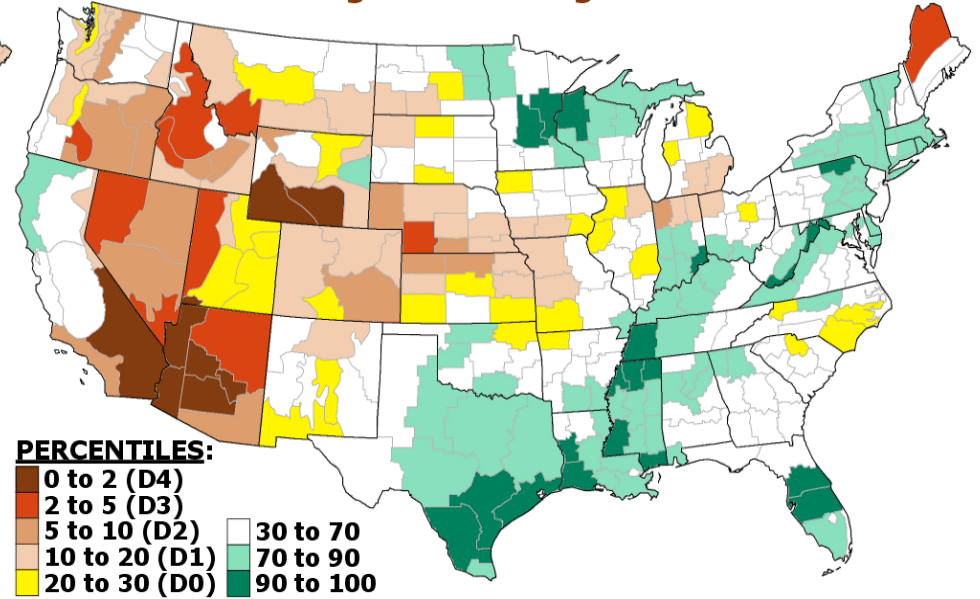 PERCENTILES:
0 to 2 (D4)
2 to 5 (D3)
5 to 10 (D2)
10 to 20 (D1)
20 to 30 (D0)
30 to 70
70 to 90
90 to 100